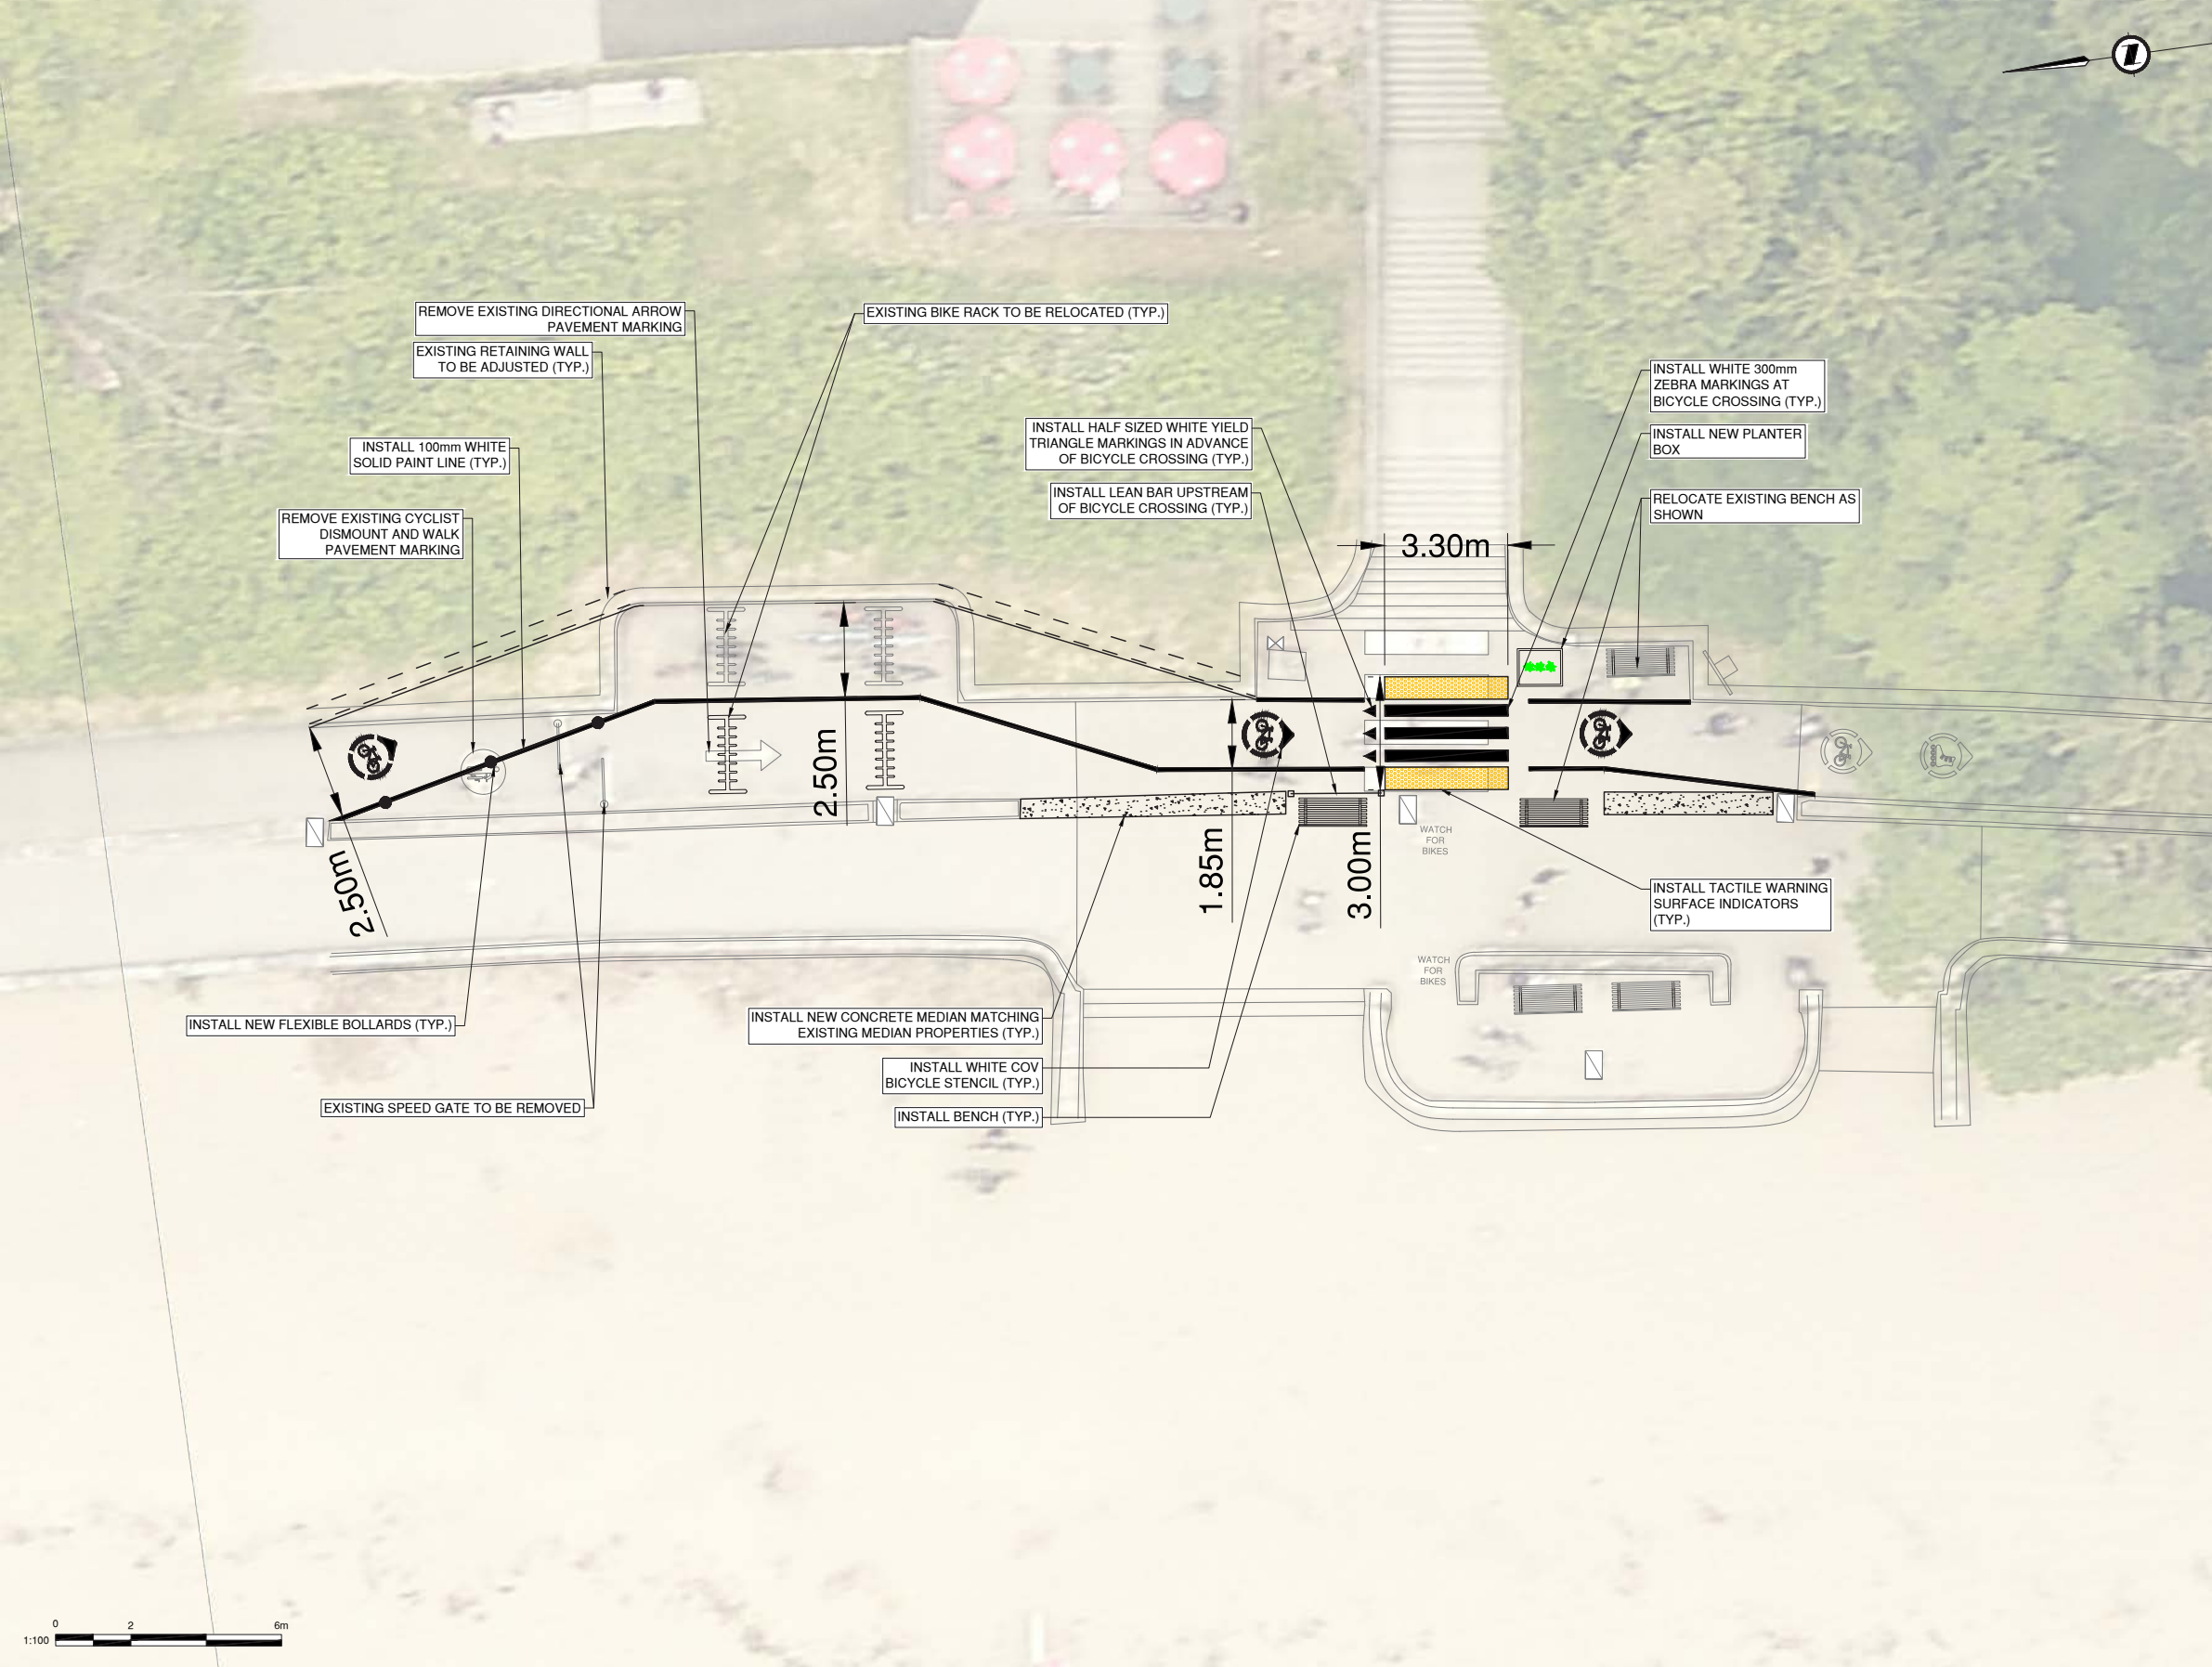 REMOVE EXISTING DIRECTIONAL ARROW
PAVEMENT MARKING
EXISTING BIKE RACK TO BE RELOCATED (TYP.)
EXISTING RETAINING WALL
TO BE ADJUSTED (TYP.)
INSTALL WHITE 300mm
ZEBRA MARKINGS AT
BICYCLE CROSSING (TYP.)
INSTALL HALF SIZED WHITE YIELD
TRIANGLE MARKINGS IN ADVANCE
OF BICYCLE CROSSING (TYP.)
INSTALL NEW PLANTER
BOX
INSTALL 100mm WHITE
SOLID PAINT LINE (TYP.)
INSTALL LEAN BAR UPSTREAM
OF BICYCLE CROSSING (TYP.)
RELOCATE EXISTING BENCH AS
SHOWN
REMOVE EXISTING CYCLIST
DISMOUNT AND WALK
PAVEMENT MARKING
3.30m
2.50m
2.50m
1.85m
3.00m
WATCH
FOR
BIKES
INSTALL TACTILE WARNING
SURFACE INDICATORS
(TYP.)
WATCH
FOR
BIKES
INSTALL NEW FLEXIBLE BOLLARDS (TYP.)
INSTALL NEW CONCRETE MEDIAN MATCHING
EXISTING MEDIAN PROPERTIES (TYP.)
INSTALL WHITE COV
BICYCLE STENCIL (TYP.)
EXISTING SPEED GATE TO BE REMOVED
INSTALL BENCH (TYP.)
0 2 6m
1:100